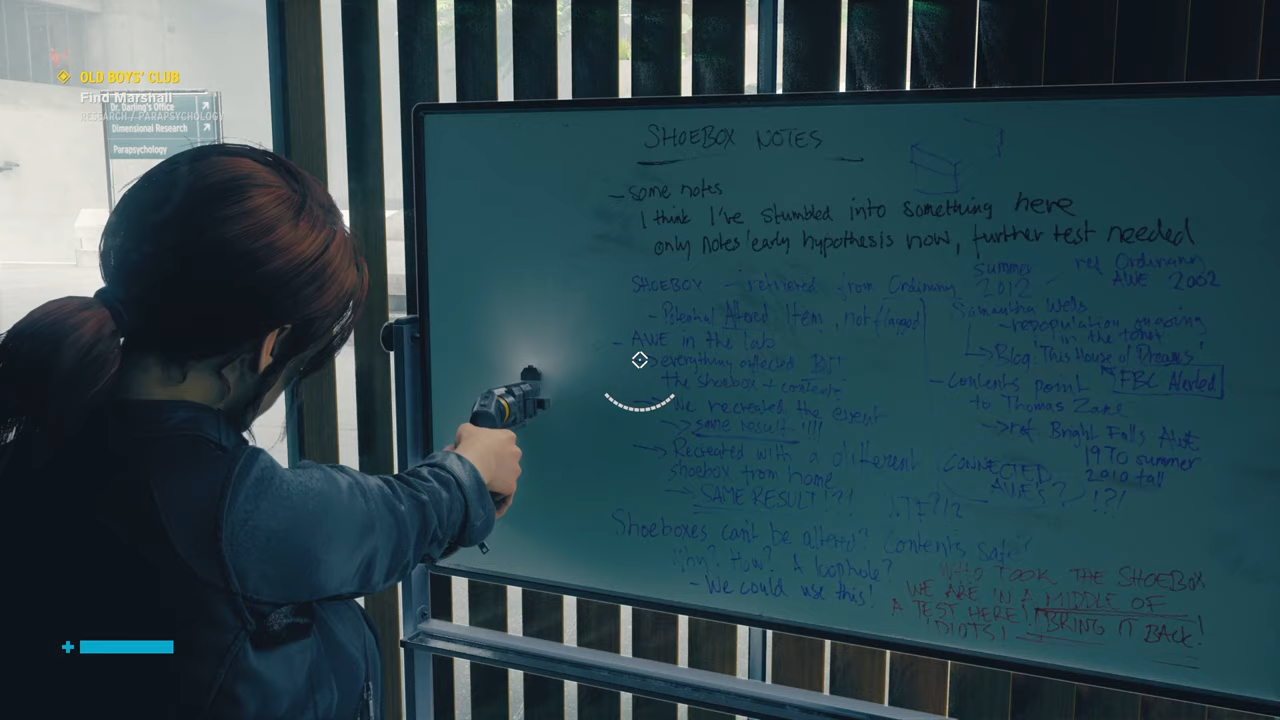 OLD BOYS' CLUB
Find Marshall
RESEARCH / PARAPSYCHOLOGY
Dr. Darling's Office
Dimensional Research
Parapsychology
SHOEBOX NOTES
- some notes
I think I've stumbled into something here
only notes early hypothesis now, further test needed
SHOEBOX - retrieved from Ordinary summer 2012
ref Ordinary
AWE 2002
- Potential Altered Item, not flagged
- AWE in the lab
everything affected BUT
the shoebox + contents
→ We recreated the event
→ same result!!!!
→ Recreated with a different
shoebox from home
→ SAME RESULT!?!
WTF?!?
Shoeboxes can't be altered? Contents safe?
Why? How? A loophole?
- We could use this!
Samantha Wells
- repopulation ongoing
in the town
→ Blog: 'This House of Dreams'
FBC Alerted
- contents point
to Thomas Zane
→ ref Bright Falls AWE
1970 summer
2010 fall
CONNECTED
AWES?
!?!
WHO TOOK THE SHOEBOX
WE ARE IN A MIDDLE OF
A TEST HERE! BRING IT BACK!
IDIOTS!